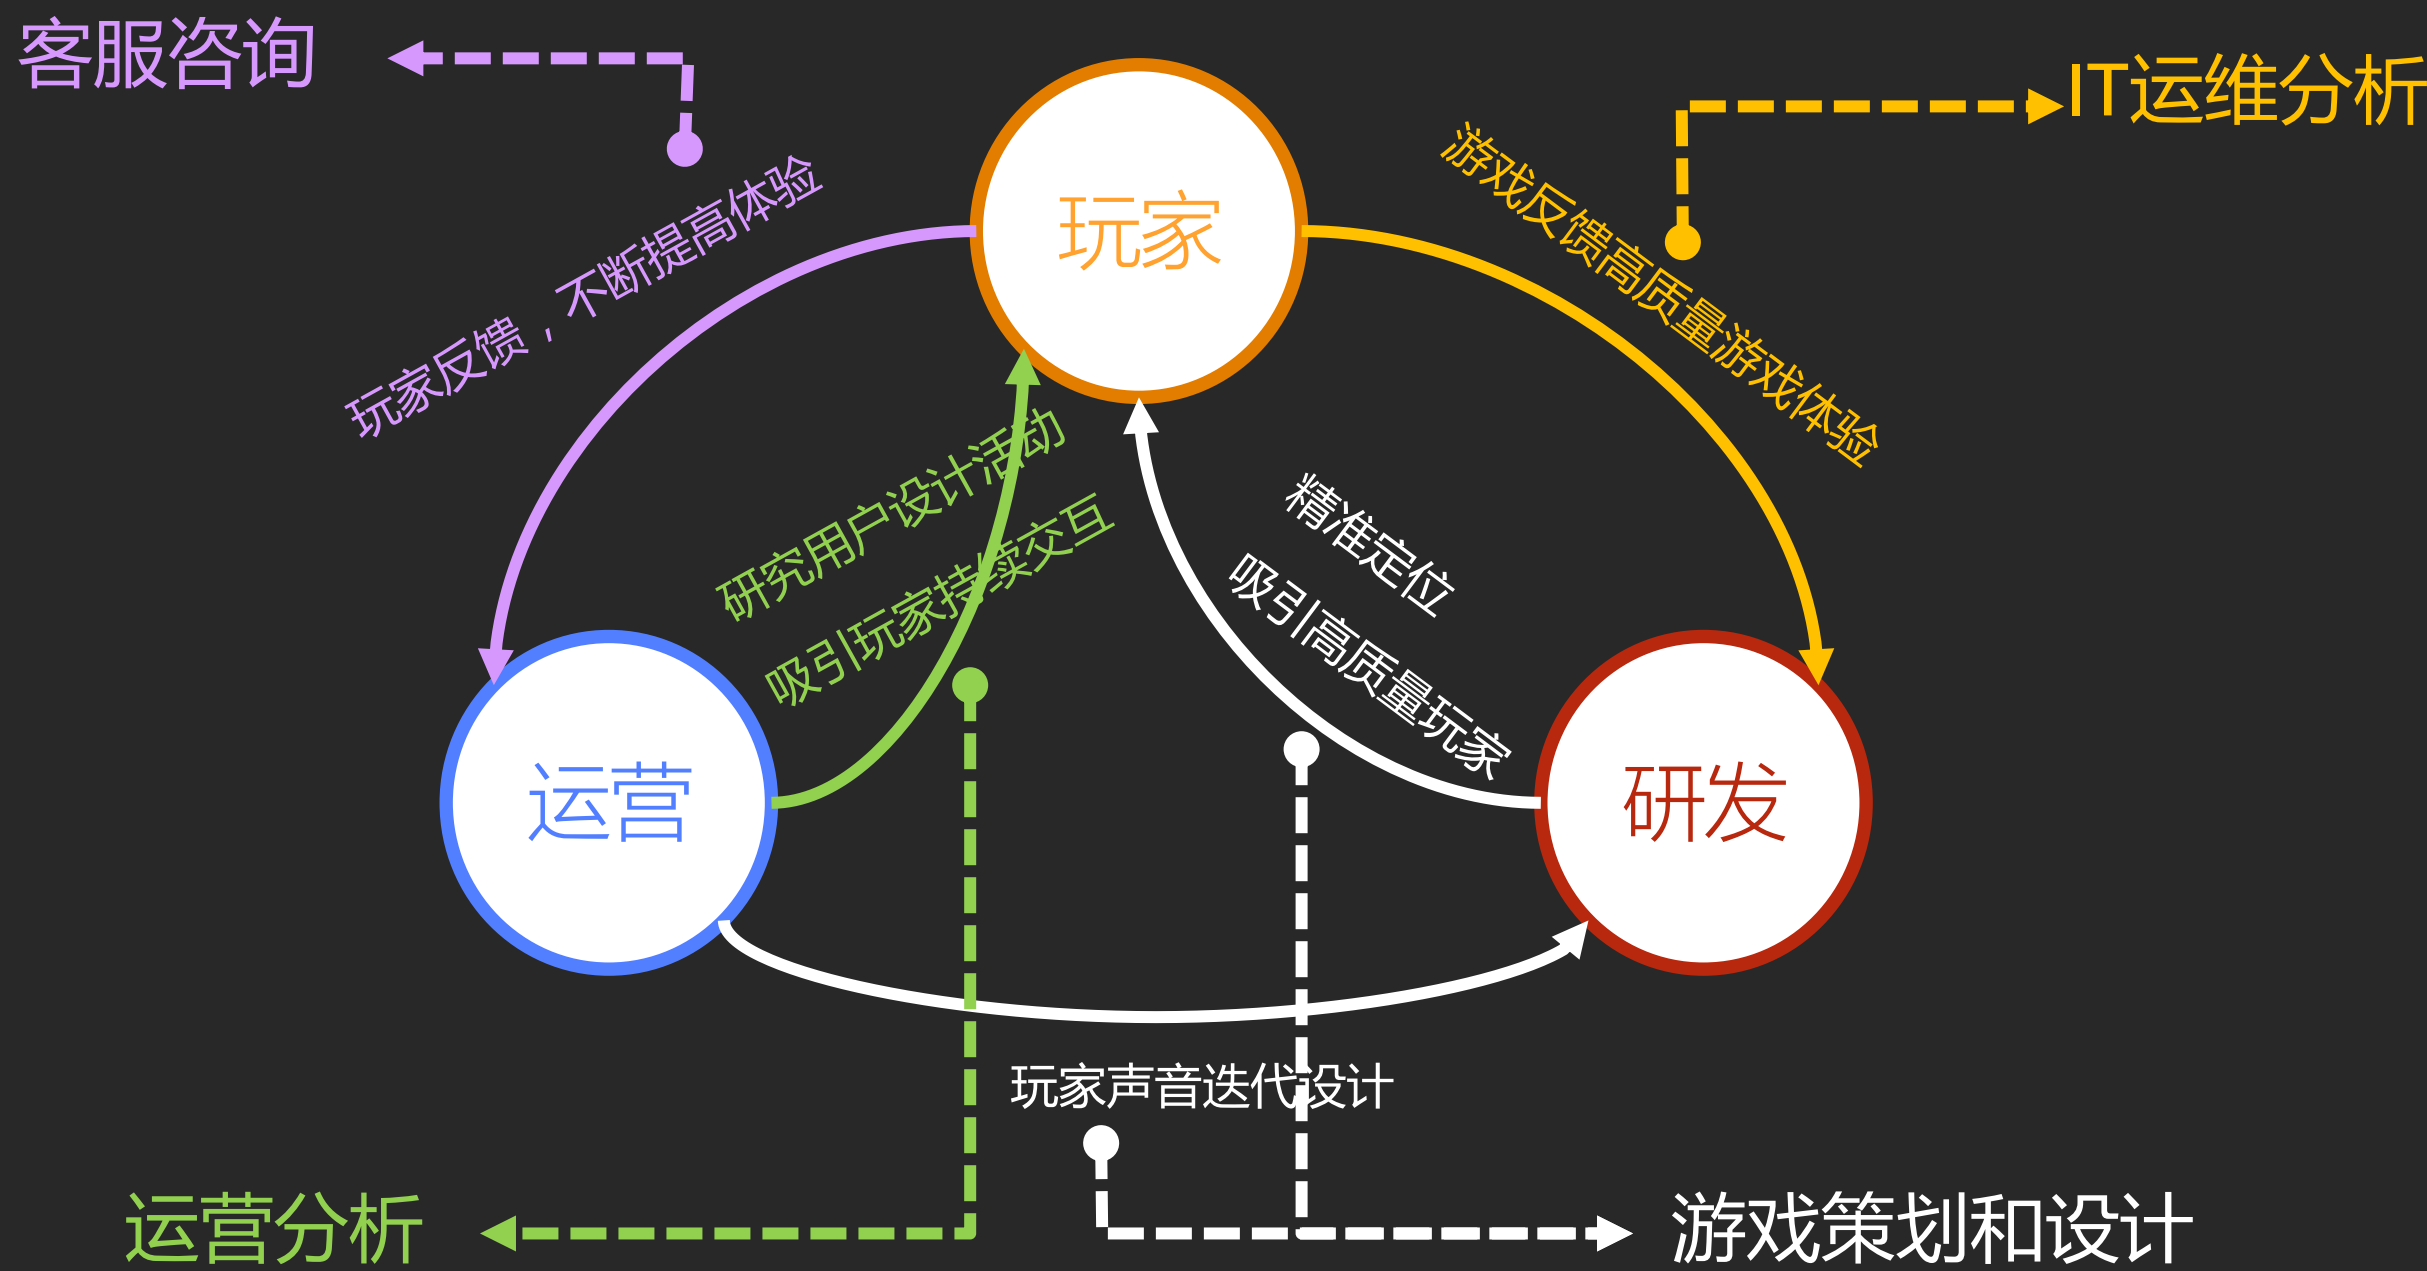 客服咨询
IT运维分析
玩家反馈，不断提高体验
玩家
游戏反馈高质量游戏体验
研究用户设计活动
吸引玩家持续交互
精准定位
吸引高质量玩家
运营
研发
玩家声音迭代设计
运营分析
游戏策划和设计